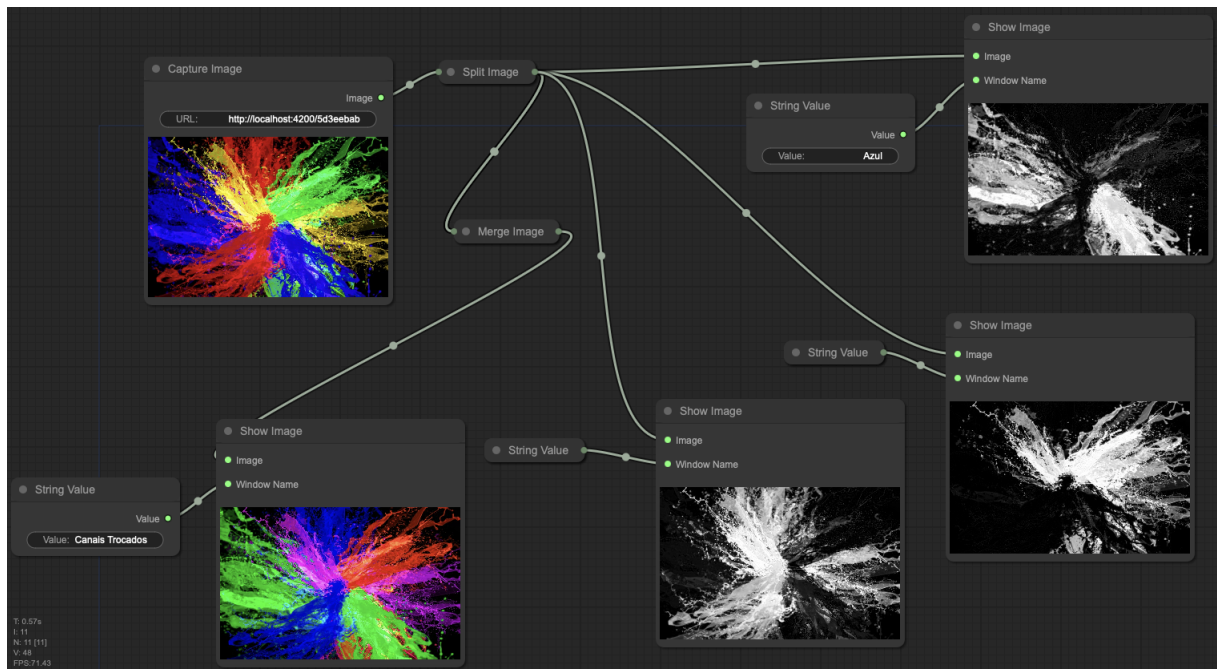 Capture Image
Image
URL: http://localhost:4200/5d3eebab
Split Image
Show Image
Image
Window Name
String Value
Value
Value: Azul
Merge Image
Show Image
Image
Window Name
String Value
Show Image
Image
Window Name
String Value
Show Image
Image
Window Name
String Value
Value
Value: Canais Trocados
T: 0.57s
I: 11
N: 11 [11]
V: 48
FPS:71.43